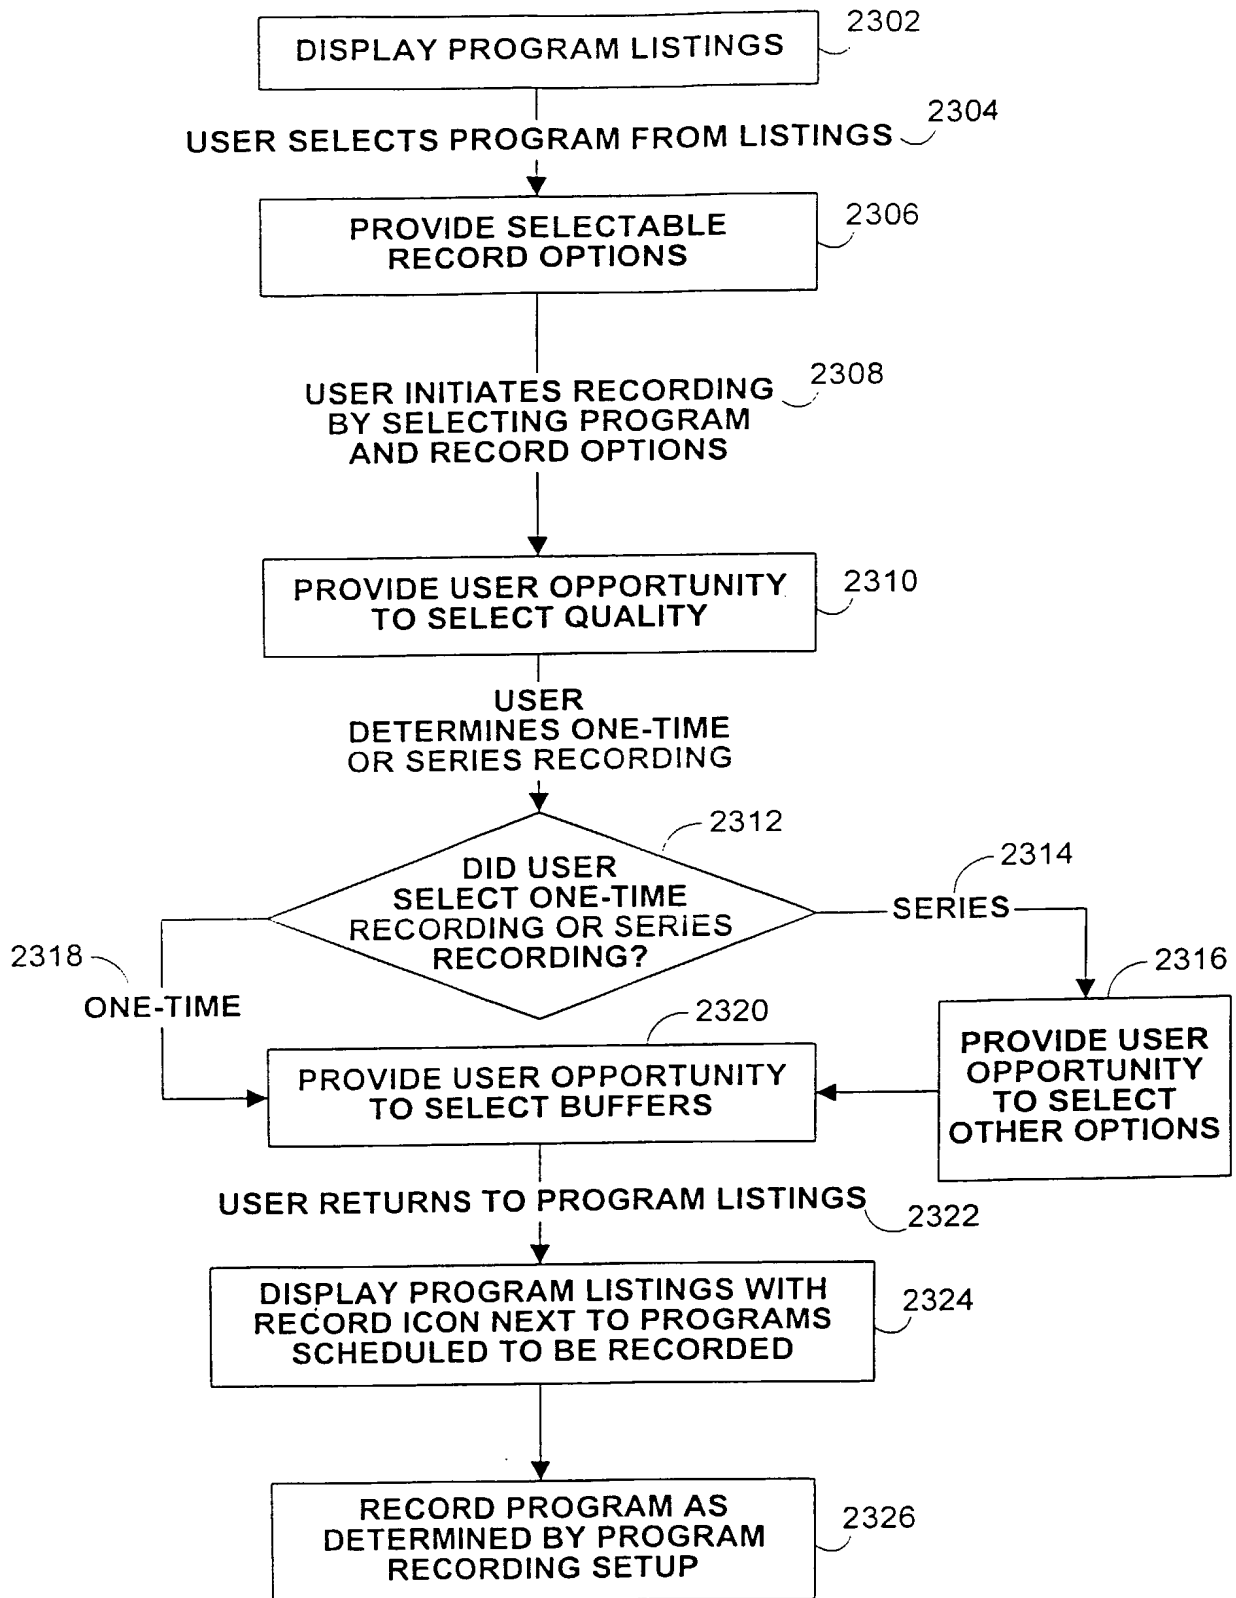 DISPLAY PROGRAM LISTINGS
2302
USER SELECTS PROGRAM FROM LISTINGS
2304
PROVIDE SELECTABLE
RECORD OPTIONS
2306
USER INITIATES RECORDING
BY SELECTING PROGRAM
AND RECORD OPTIONS
2308
PROVIDE USER OPPORTUNITY
TO SELECT QUALITY
2310
USER
DETERMINES ONE-TIME
OR SERIES RECORDING
DID USER
SELECT ONE-TIME
RECORDING OR SERIES
RECORDING?
2312
SERIES
2314
PROVIDE USER
OPPORTUNITY
TO SELECT
OTHER OPTIONS
2316
2318
ONE-TIME
PROVIDE USER OPPORTUNITY
TO SELECT BUFFERS
2320
USER RETURNS TO PROGRAM LISTINGS
2322
DISPLAY PROGRAM LISTINGS WITH
RECORD ICON NEXT TO PROGRAMS
SCHEDULED TO BE RECORDED
2324
RECORD PROGRAM AS
DETERMINED BY PROGRAM
RECORDING SETUP
2326